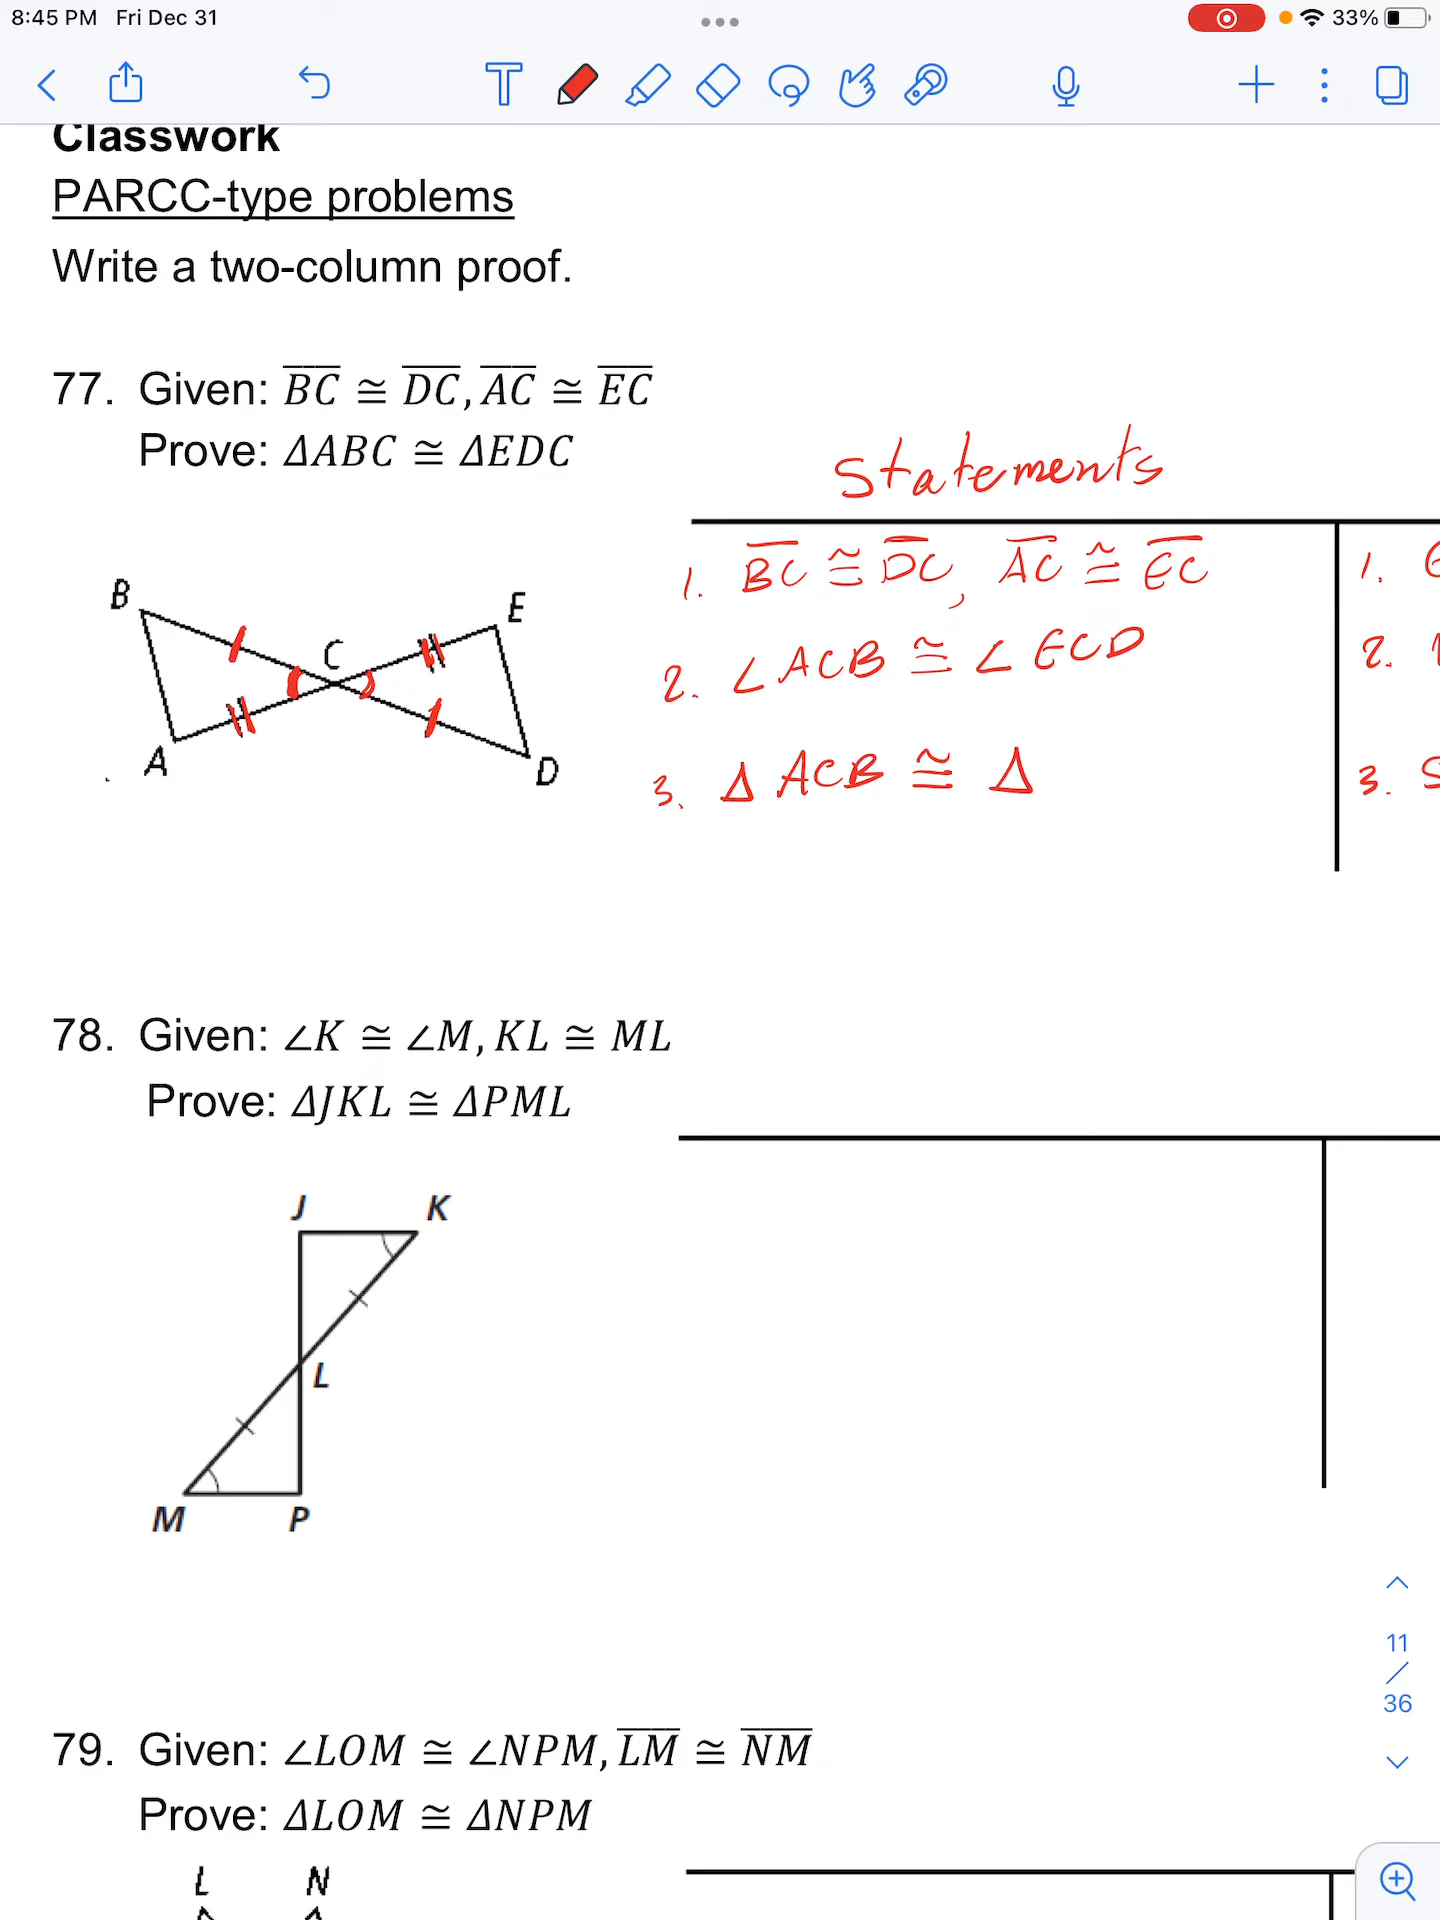 8:45 PM Fri Dec 31
33%
Classwork
PARCC-type problems
Write a two-column proof.
77. Given: BC ≅ DC, AC ≅ EC
Prove: ΔABC ≅ ΔEDC
Statements
1. BC ≅ DC, AC ≅ EC
1.
2. ∠ACB ≅ ∠ECD
2.
3. Δ ACB ≅ Δ
3. S
B
E
C
A
D
78. Given: ∠K ≅ ∠M, KL ≅ ML
Prove: ΔJKL ≅ ΔPML
J K
L
M P
11
/
36
79. Given: ∠LOM ≅ ∠NPM, LM ≅ NM
Prove: ΔLOM ≅ ΔNPM
L N